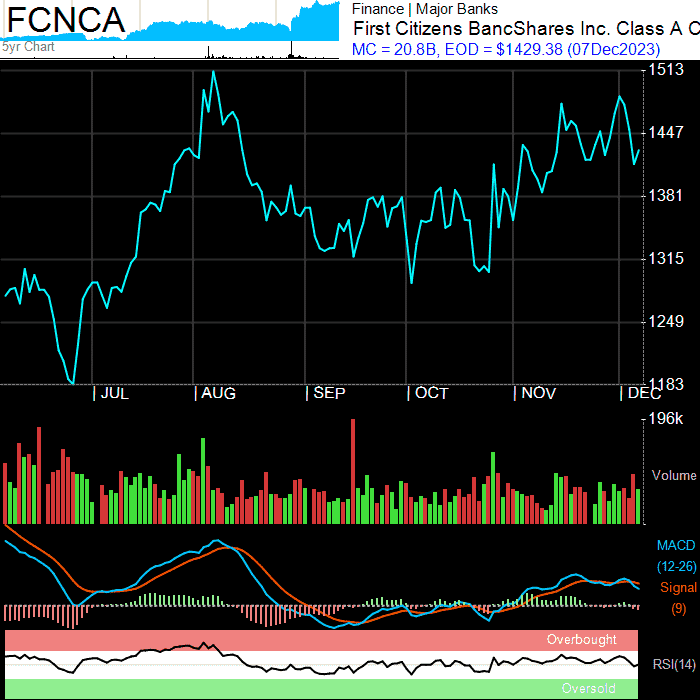 FCNCA
5yr Chart
Finance | Major Banks
First Citizens BancShares Inc. Class A C
MC = 20.8B, EOD = $1429.38 (07Dec2023)
1513
1447
1381
1315
1249
1183
JUL AUG SEP OCT NOV DEC
196k
Volume
MACD
(12-26)
Signal
(9)
Overbought
RSI(14)
Oversold